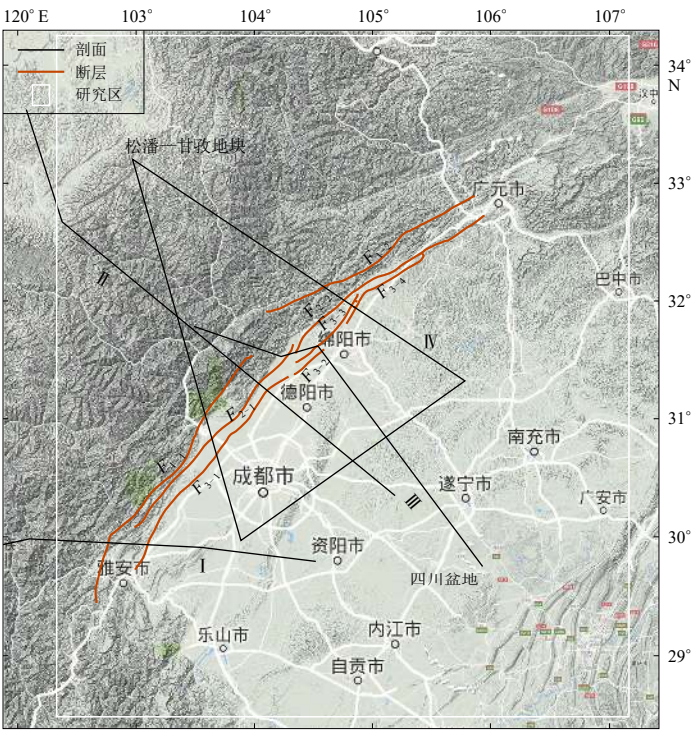 120° E
103°
104°
105°
106°
107°
剖面
断层
研究区
34°
N
G108
汉中
松潘—甘孜地块
33°
广元市
Ⅱ
巴中市
32°
F₃₋₄
F₃₋₃
绵阳市
Ⅳ
F₃₋₂
德阳市
31°
F₂₋₁
南充市
F₃₋₁
成都市
遂宁市
广安市
Ⅲ
30°
资阳市
Ⅰ
雅安市
四川盆地
乐山市
内江市
29°
自贡市